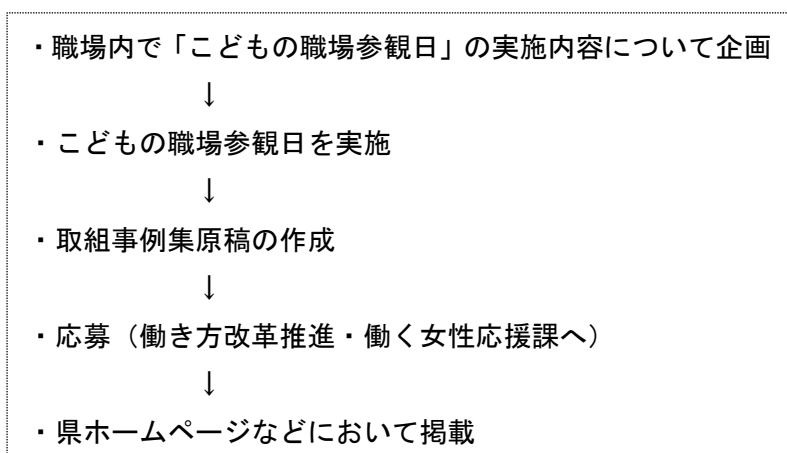 ・職場内で「こどもの職場参観日」の実施内容について企画
↓
・こどもの職場参観日を実施
↓
・取組事例集原稿の作成
↓
・応募（働き方改革推進・働く女性応援課へ）
↓
・県ホームページなどにおいて掲載